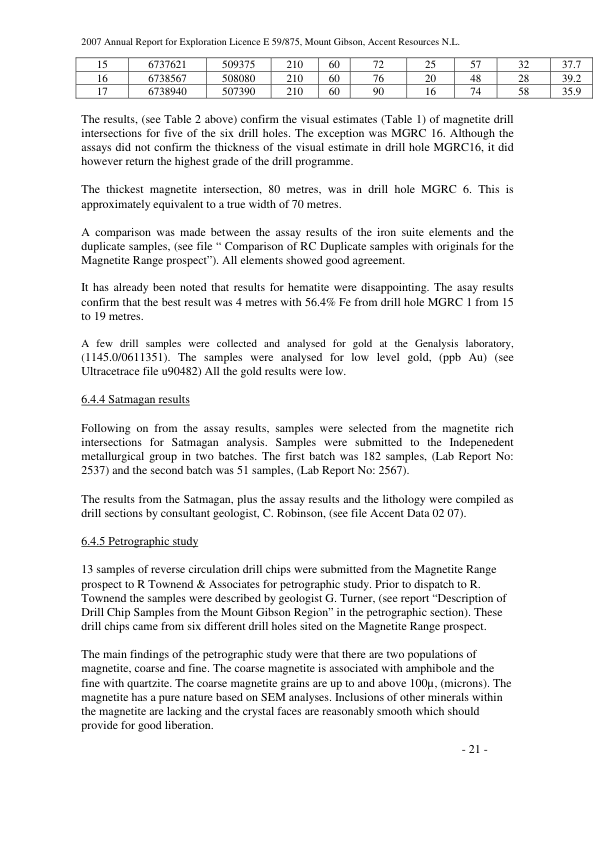 2007 Annual Report for Exploration Licence E 59/875, Mount Gibson, Accent Resources N.L.
15 6737621 509375 210 60 72 25 57 32 37.7
16 6738567 508080 210 60 76 20 48 28 39.2
17 6738940 507390 210 60 90 16 74 58 35.9
The results, (see Table 2 above) confirm the visual estimates (Table 1) of magnetite drill
intersections for five of the six drill holes. The exception was MGRC 16. Although the
assays did not confirm the thickness of the visual estimate in drill hole MGRC16, it did
however return the highest grade of the drill programme.
The thickest magnetite intersection, 80 metres, was in drill hole MGRC 6. This is
approximately equivalent to a true width of 70 metres.
A comparison was made between the assay results of the iron suite elements and the
duplicate samples, (see file “ Comparison of RC Duplicate samples with originals for the
Magnetite Range prospect”). All elements showed good agreement.
It has already been noted that results for hematite were disappointing. The asay results
confirm that the best result was 4 metres with 56.4% Fe from drill hole MGRC 1 from 15
to 19 metres.
A few drill samples were collected and analysed for gold at the Genalysis laboratory,
(1145.0/0611351). The samples were analysed for low level gold, (ppb Au) (see
Ultracetrace file u90482) All the gold results were low.
6.4.4 Satmagan results
Following on from the assay results, samples were selected from the magnetite rich
intersections for Satmagan analysis. Samples were submitted to the Indepenedent
metallurgical group in two batches. The first batch was 182 samples, (Lab Report No:
2537) and the second batch was 51 samples, (Lab Report No: 2567).
The results from the Satmagan, plus the assay results and the lithology were compiled as
drill sections by consultant geologist, C. Robinson, (see file Accent Data 02 07).
6.4.5 Petrographic study
13 samples of reverse circulation drill chips were submitted from the Magnetite Range
prospect to R Townend & Associates for petrographic study. Prior to dispatch to R.
Townend the samples were described by geologist G. Turner, (see report “Description of
Drill Chip Samples from the Mount Gibson Region” in the petrographic section). These
drill chips came from six different drill holes sited on the Magnetite Range prospect.
The main findings of the petrographic study were that there are two populations of
magnetite, coarse and fine. The coarse magnetite is associated with amphibole and the
fine with quartzite. The coarse magnetite grains are up to and above 100µ, (microns). The
magnetite has a pure nature based on SEM analyses. Inclusions of other minerals within
the magnetite are lacking and the crystal faces are reasonably smooth which should
provide for good liberation.
- 21 -